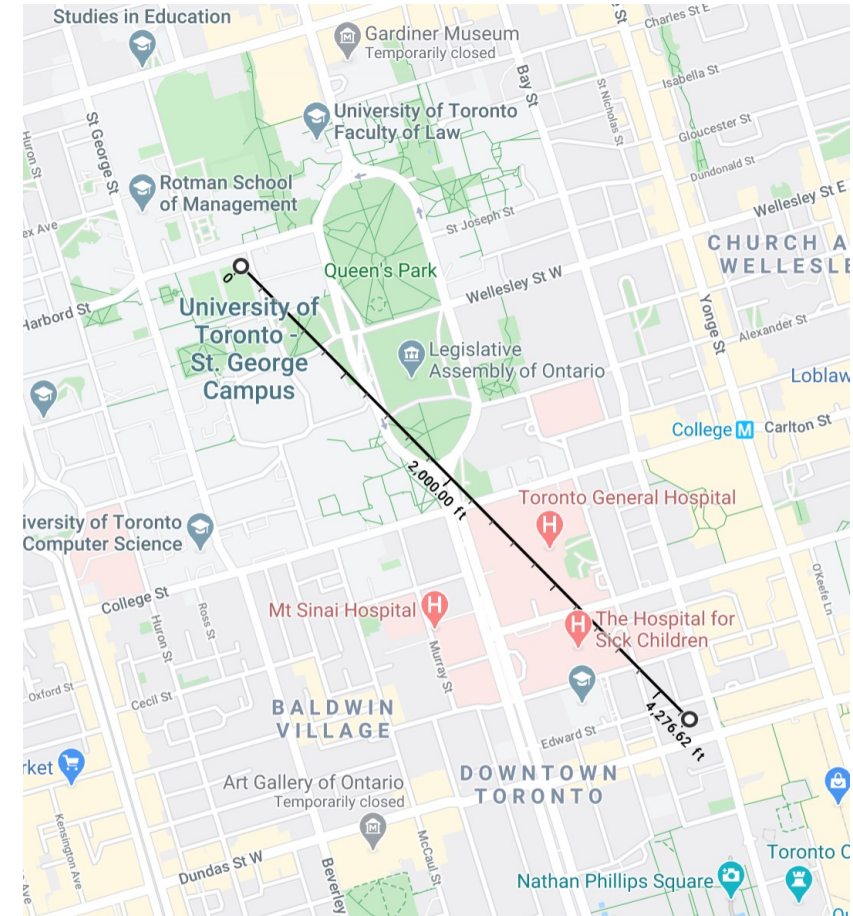 Studies in Education
Gardiner Museum
Temporarily closed
Charles St E
St
Bay St
Isabella St
St Nicholas St
University of Toronto
Faculty of Law
Gloucester St
Huron St
St George St
Dundonald St
Rotman School
of Management
Wellesley St E
ex Ave
St Joseph St
CHURCH A
WELLESLE
Queen's Park
0
Wellesley St W
Harbord St
University of
Toronto -
St. George
Campus
Yonge St
Alexander St
Legislative
Assembly of Ontario
Loblaw
College M
Carlton St
2,000.00 ft
Toronto General Hospital
iversity of Toronto
Computer Science
H
O'Keefe Ln
College St
Mt Sinai Hospital
H
H
The Hospital for
Sick Children
Huron St
Ross St
Murray St
Oxford St
Cecil St
BALDWIN
VILLAGE
4,276.62 ft
Edward St
rket
Art Gallery of Ontario
Temporarily closed
DOWNTOWN
TORONTO
Kensington Ave
Dundas St W
Beverley
McCaul St
Toronto C
Nathan Phillips Square
s Ave